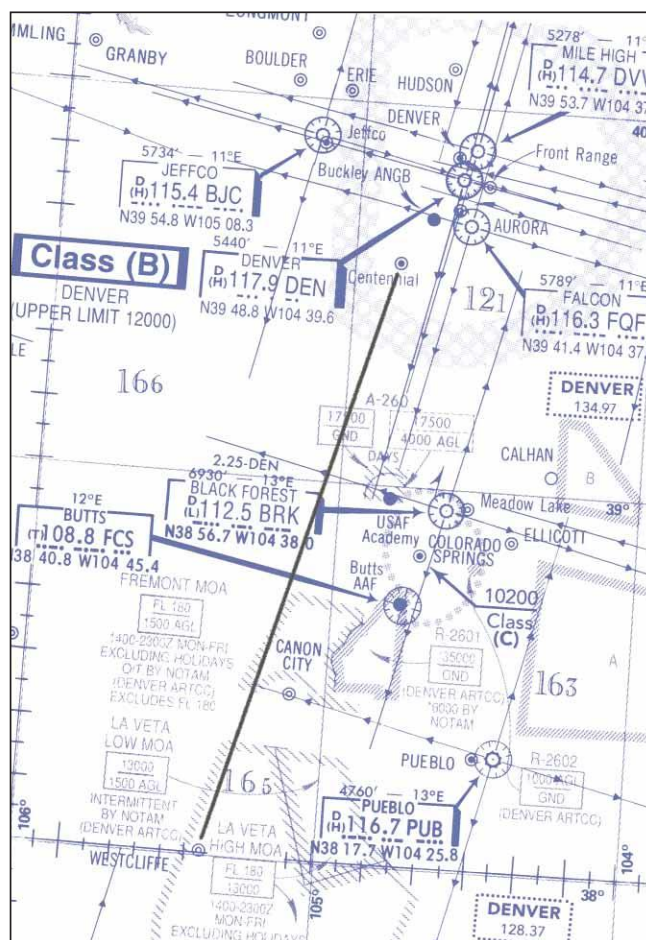 LONGMONT
MMLING
GRANBY
BOULDER
ERIE
HUDSON
5278' — 11°
MILE HIGH
D
(H) 114.7 DVV
N39 53.7 W104 37
40
DENVER
Jeffco
Front Range
5734' — 11°E
JEFFCO
D
(H) 115.4 BJC
N39 54.8 W105 08.3
Buckley ANGB
AURORA
Class (B)
DENVER
(UPPER LIMIT 12000)
5440' — 11°E
DENVER
D
(H) 117.9 DEN
N39 48.8 W104 39.6
Centennial
5789' — 11°E
FALCON
D
(H) 116.3 FQF
N39 41.4 W104 37.
121
LE
166
DENVER
134.97
A-260
17500
GND
17500
4000 AGL
DAYS
CALHAN
B
2.25-DEN
6930' — 13°E
BLACK FOREST
D
(L) 112.5 BRK
N38 56.7 W104 38.0
USAF
Academy
Meadow Lake
39°
ELLICOTT
COLORADO
SPRINGS
12°E
BUTTS
(T) 108.8 FCS
N38 40.8 W104 45.4
Butts
AAF
10200
Class
(C)
FREMONT MOA
FL 180
1500 AGL
1400-2300Z MON-FRI
EXCLUDING HOLIDAYS
O/T BY NOTAM
(DENVER ARTCC)
EXCLUDES FL 180
CANON
CITY
R-2601
35000
GND
(DENVER ARTCC)
*6000 BY
NOTAM
163
A
LA VETA
LOW MOA
13000
1500 AGL
INTERMITTENT
BY NOTAM
(DENVER ARTCC)
165
PUEBLO
R-2602
1000 AGL
GND
(DENVER ARTCC)
4760' — 13°E
PUEBLO
D
(H) 116.7 PUB
N38 17.7 W104 25.8
106°
WESTCLIFFE
LA VETA
HIGH MOA
FL 180
13000
1400-2300Z
MON-FRI
EXCLUDING HOLIDAYS
105°
104°
38°
DENVER
128.37